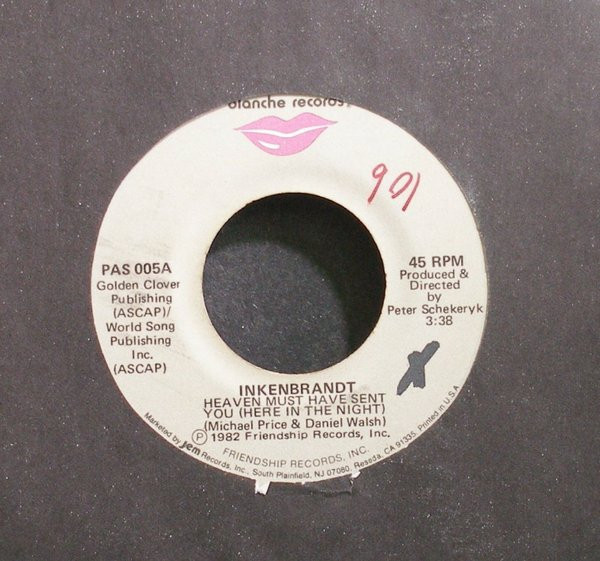 blanche records
901
PAS 005A
Golden Clover
Publishing
(ASCAP)/
World Song
Publishing
Inc.
(ASCAP)
45 RPM
Produced &
Directed
by
Peter Schekeryk
3:38
INKENBRANDT
HEAVEN MUST HAVE SENT
YOU (HERE IN THE NIGHT)
(Michael Price & Daniel Walsh)
Ⓟ 1982 Friendship Records, Inc.
FRIENDSHIP RECORDS, INC.
Marketed by Jem Records, Inc., South Plainfield, NJ 07080, Reseda, CA 91335, Printed in U.S.A.